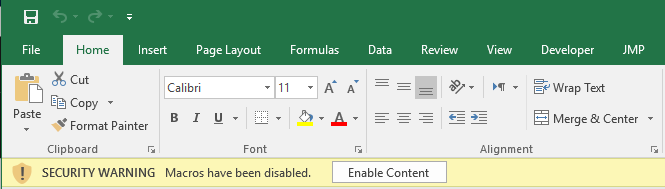 File Home Insert Page Layout Formulas Data Review View Developer JMP
Cut
Calibri 11 A A Wrap Text
Copy
Paste
B I U A Merge & Center
Format Painter
Clipboard Font Alignment
SECURITY WARNING Macros have been disabled. Enable Content